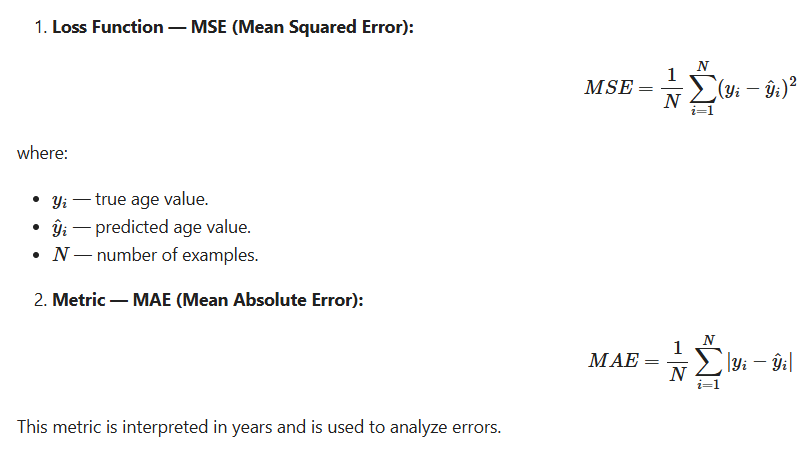 1. Loss Function — MSE (Mean Squared Error):
MSE = \frac{1}{N} \sum_{i=1}^{N} (y_i - \hat{y}_i)^2
where:
• y_i — true age value.
• \hat{y}_i — predicted age value.
• N — number of examples.
2. Metric — MAE (Mean Absolute Error):
MAE = \frac{1}{N} \sum_{i=1}^{N} |y_i - \hat{y}_i|
This metric is interpreted in years and is used to analyze errors.